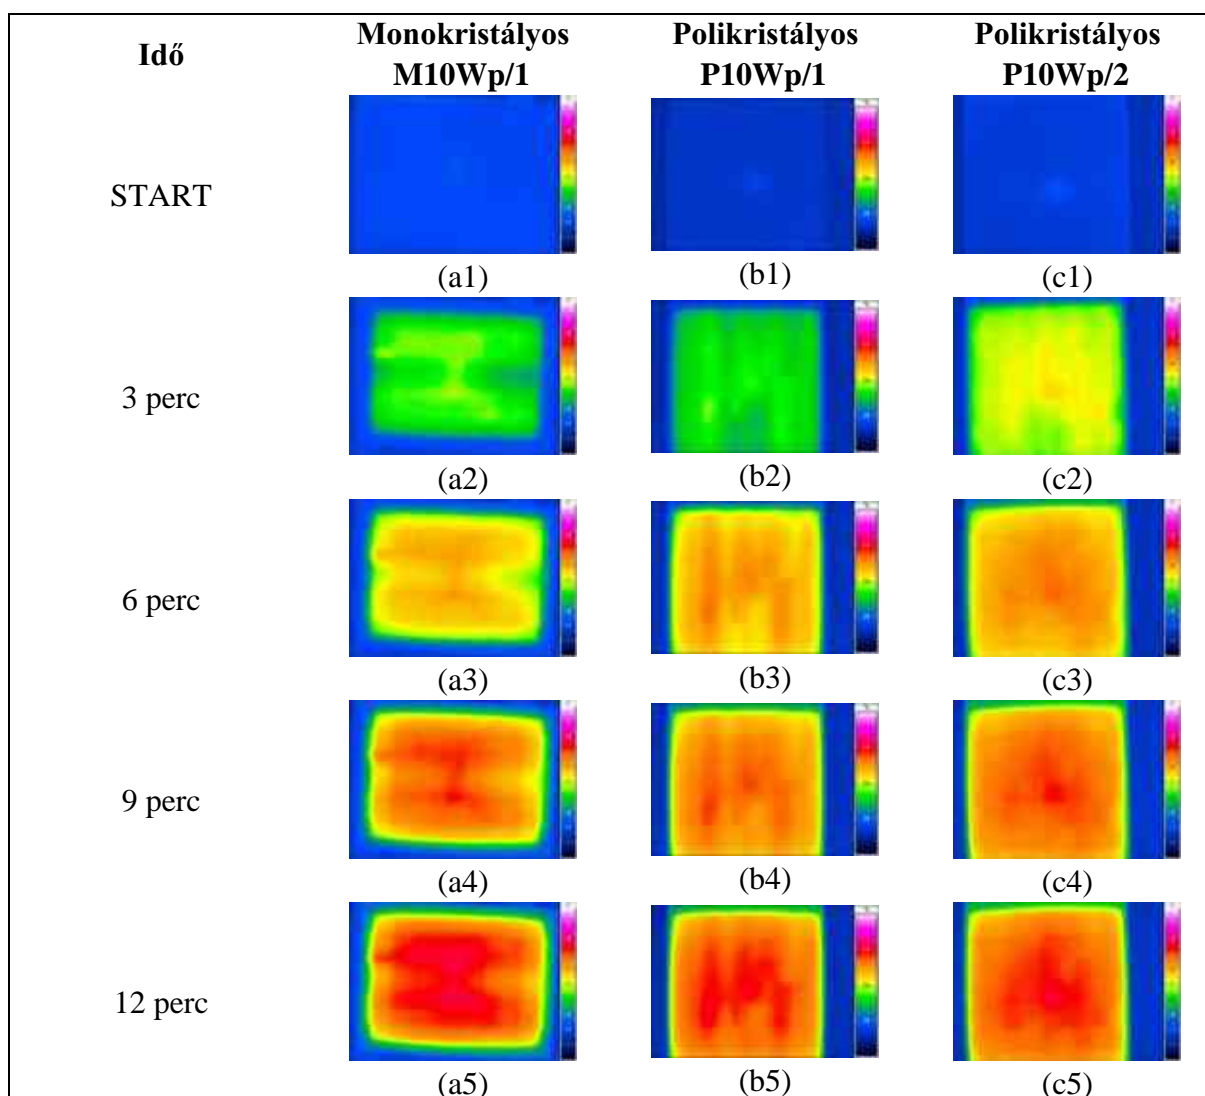 Idő
Monokristályos
M10Wp/1
Polikristályos
P10Wp/1
Polikristályos
P10Wp/2
START
(a1)
(b1)
(c1)
3 perc
(a2)
(b2)
(c2)
6 perc
(a3)
(b3)
(c3)
9 perc
(a4)
(b4)
(c4)
12 perc
(a5)
(b5)
(c5)